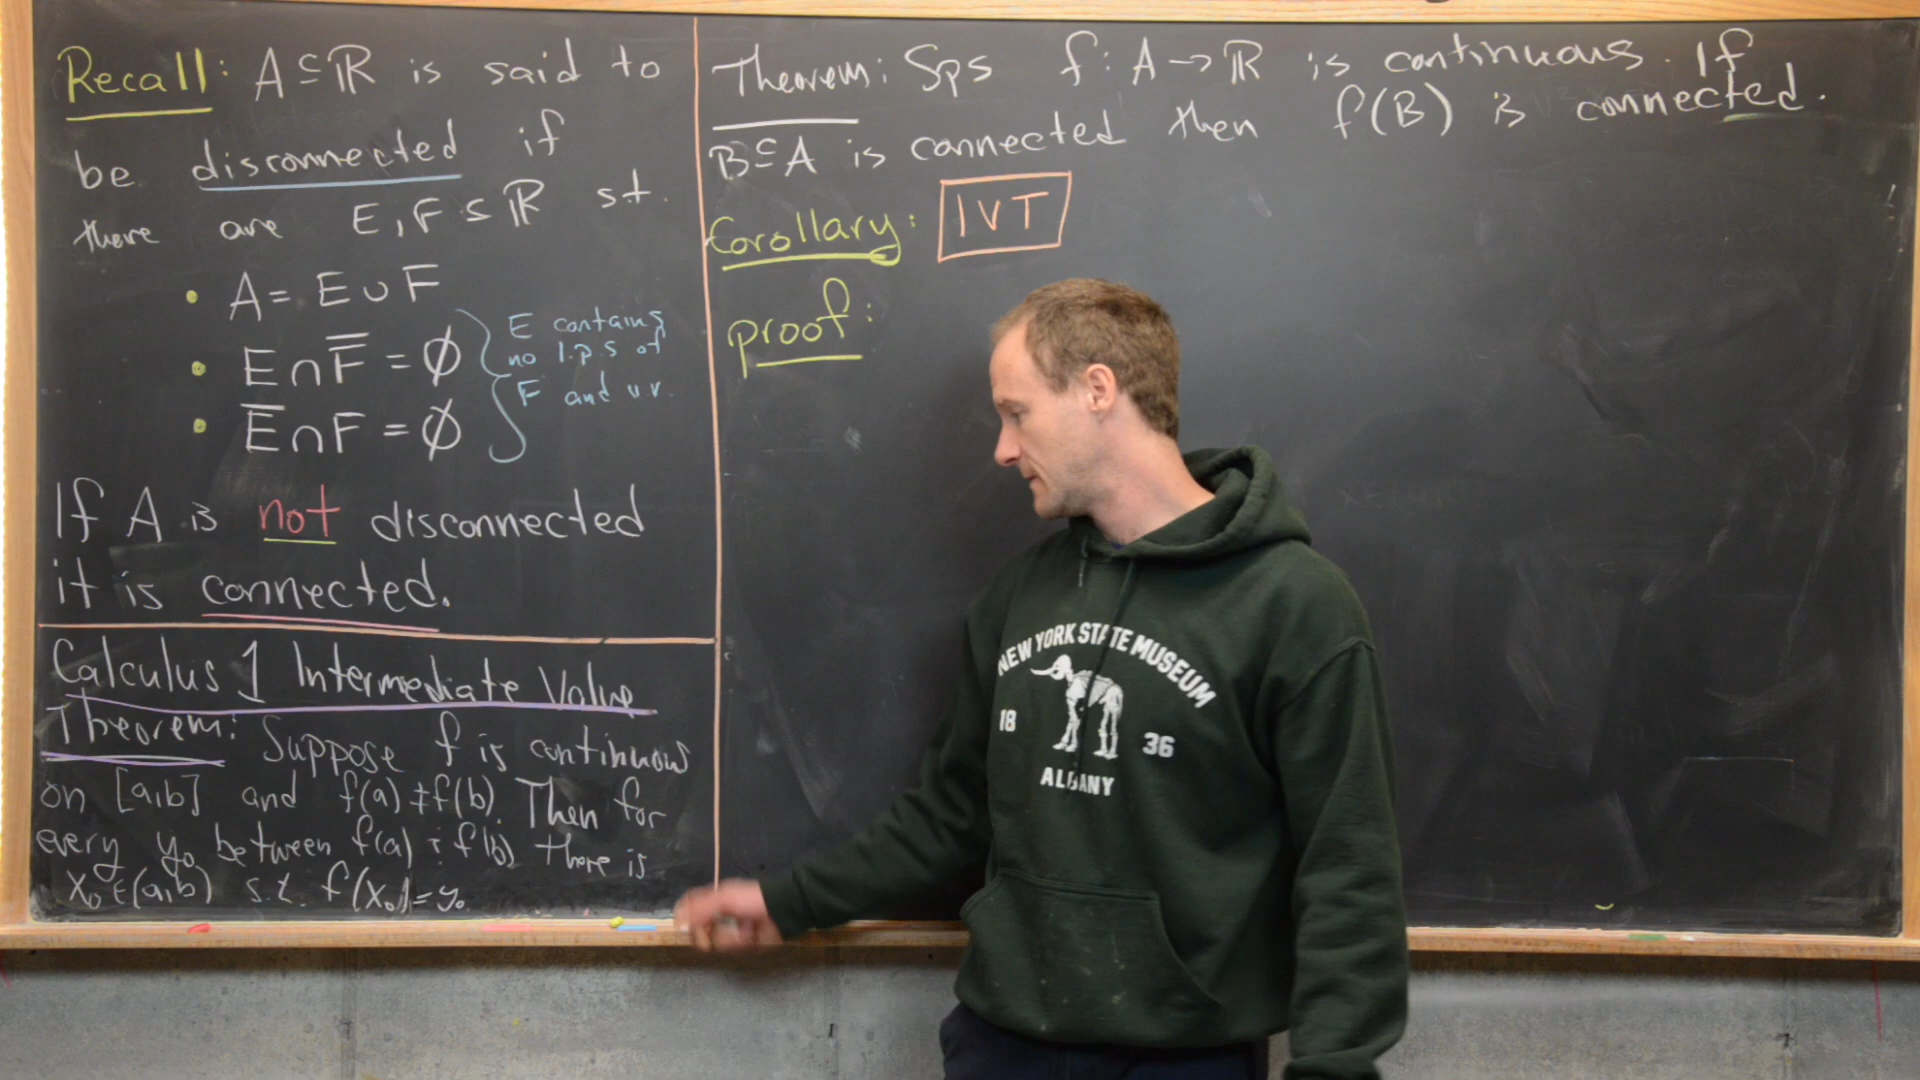 Recall: A ⊆ ℝ is said to
be disconnected if
there are E, F ⊆ ℝ s.t.
• A = E ∪ F
• E ∩ F̅ = ∅
• E̅ ∩ F = ∅
E contains
no l.p.s of
F and v.v.
If A is not disconnected
it is connected.
Calculus 1 Intermediate Value
Theorem: Suppose f is continuous
on [a,b] and f(a) ≠ f(b). Then for
every y₀ between f(a) & f(b) there is
x₀ ∈ (a,b) s.t. f(x₀) = y₀
Theorem: Sps f: A → ℝ is continuous. If
B ⊆ A is connected then f(B) is connected.
Corollary: IVT
proof:
NEW YORK STATE MUSEUM
18 36
ALBANY